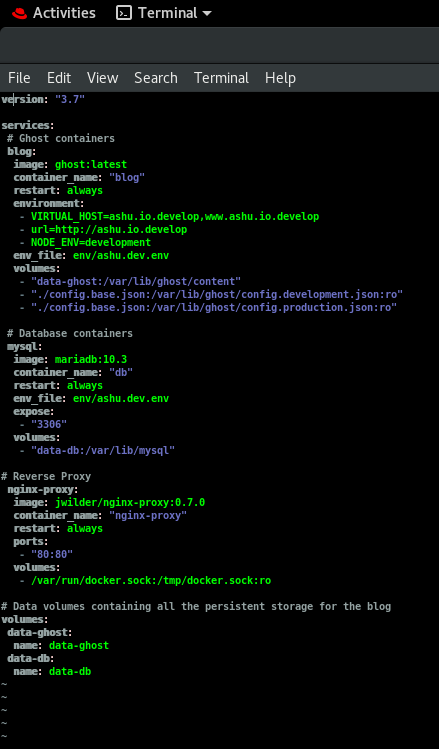 Activities Terminal
File Edit View Search Terminal Help
version: "3.7"

services:
 # Ghost containers
 blog:
  image: ghost:latest
  container_name: "blog"
  restart: always
  environment:
   - VIRTUAL_HOST=ashu.io.develop,www.ashu.io.develop
   - url=http://ashu.io.develop
   - NODE_ENV=development
  env_file: env/ashu.dev.env
  volumes:
   - "data-ghost:/var/lib/ghost/content"
   - "./config.base.json:/var/lib/ghost/config.development.json:ro"
   - "./config.base.json:/var/lib/ghost/config.production.json:ro"

 # Database containers
 mysql:
  image: mariadb:10.3
  container_name: "db"
  restart: always
  env_file: env/ashu.dev.env
  expose:
   - "3306"
  volumes:
   - "data-db:/var/lib/mysql"

# Reverse Proxy
 nginx-proxy:
  image: jwilder/nginx-proxy:0.7.0
  container_name: "nginx-proxy"
  restart: always
  ports:
   - "80:80"
  volumes:
   - /var/run/docker.sock:/tmp/docker.sock:ro

# Data volumes containing all the persistent storage for the blog
volumes:
 data-ghost:
  name: data-ghost
 data-db:
  name: data-db
~
~
~
~
~